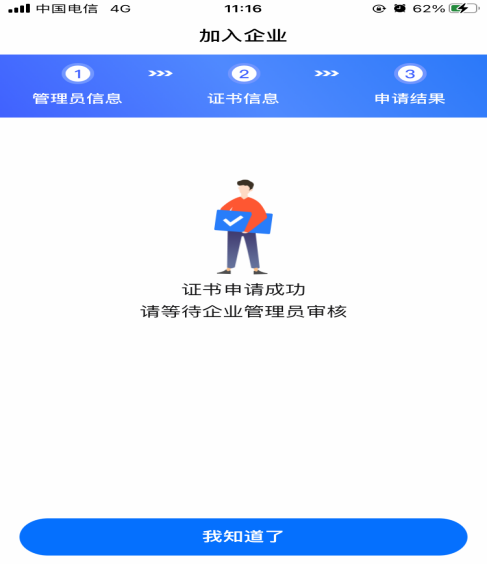 中国电信 4G 11:16 62%
加入企业
1 2 3
管理员信息 证书信息 申请结果
证书申请成功
请等待企业管理员审核
我知道了